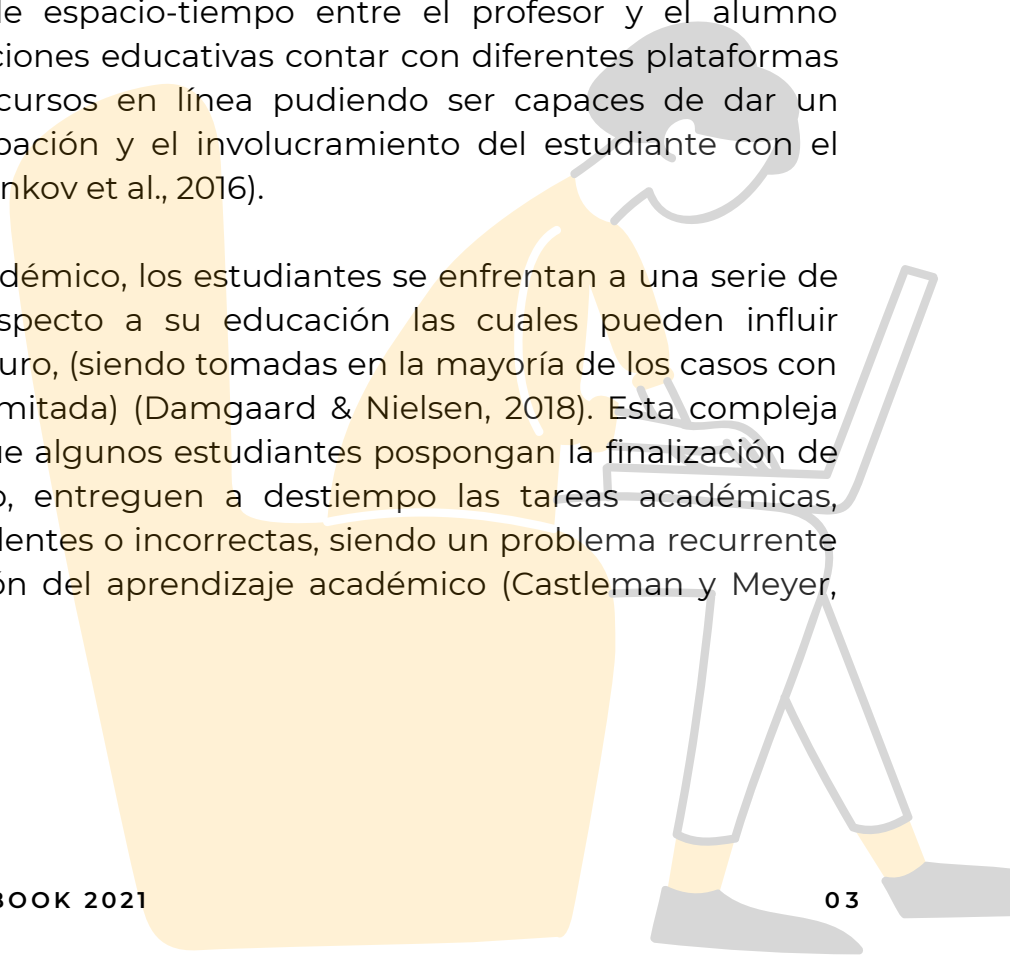 de espacio-tiempo entre el profesor y el alumno
ciones educativas contar con diferentes plataformas
cursos en línea pudiendo ser capaces de dar un
pación y el involucramiento del estudiante con el
nkov et al., 2016).
démico, los estudiantes se enfrentan a una serie de
specto a su educación las cuales pueden influir
uro, (siendo tomadas en la mayoría de los casos con
mitada) (Damgaard & Nielsen, 2018). Esta compleja
ue algunos estudiantes pospongan la finalización de
o, entreguen a destiempo las tareas académicas,
dentes o incorrectas, siendo un problema recurrente
ón del aprendizaje académico (Castleman y Meyer,
BOOK 2021
03